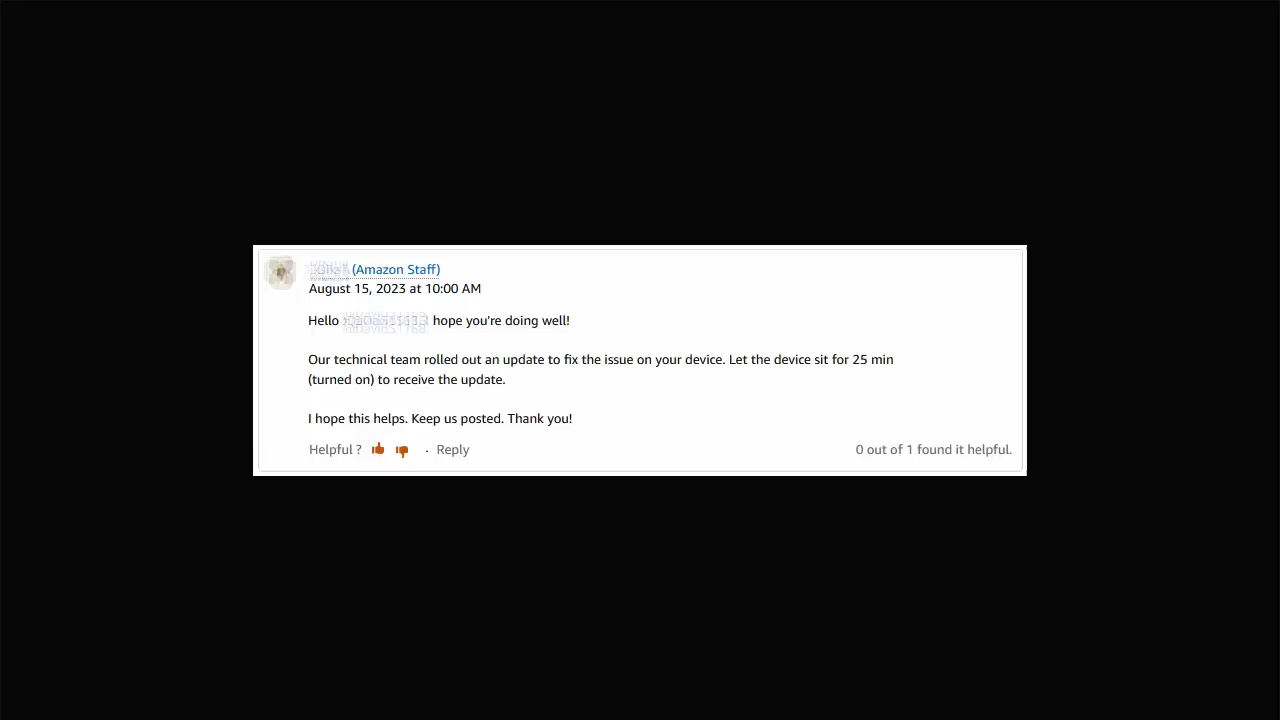 (Amazon Staff)
August 15, 2023 at 10:00 AM
Hello hope you're doing well!
Our technical team rolled out an update to fix the issue on your device. Let the device sit for 25 min
(turned on) to receive the update.
I hope this helps. Keep us posted. Thank you!
Helpful ? · Reply 0 out of 1 found it helpful.